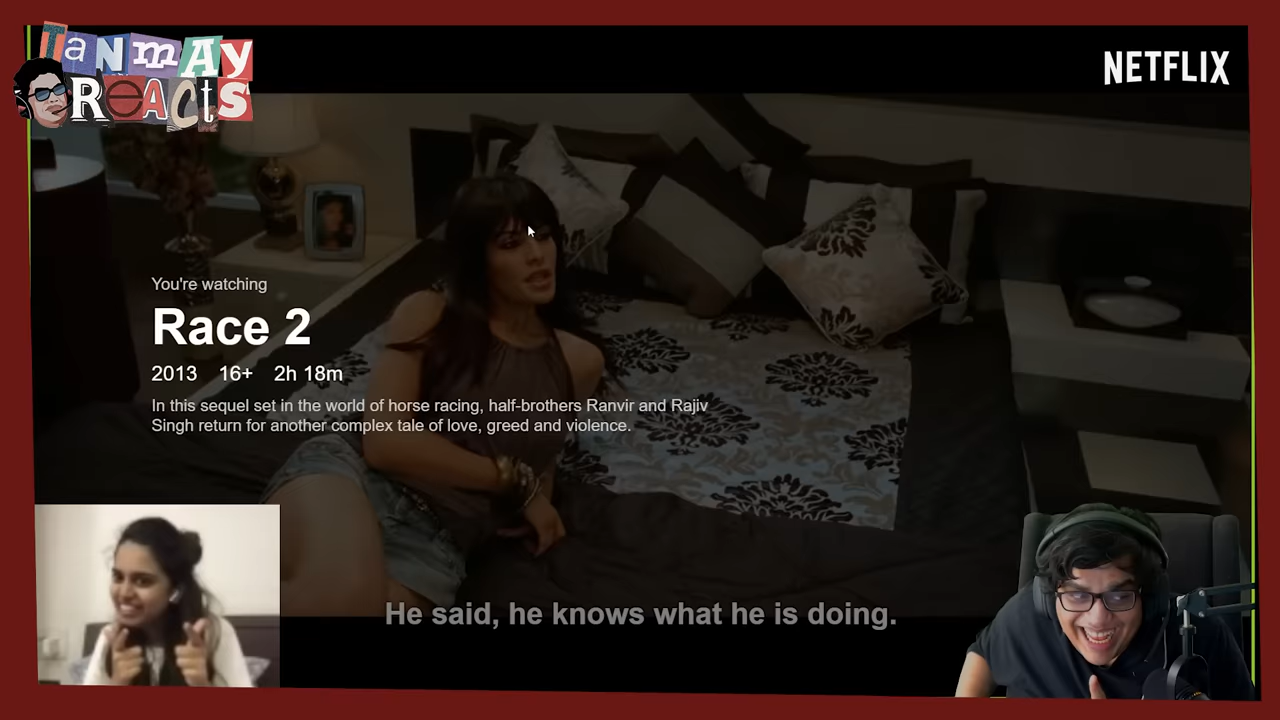 TaNmAy
REACtS
NETFLIX
You're watching
Race 2
2013 16+ 2h 18m
In this sequel set in the world of horse racing, half-brothers Ranvir and Rajiv
Singh return for another complex tale of love, greed and violence.
He said, he knows what he is doing.